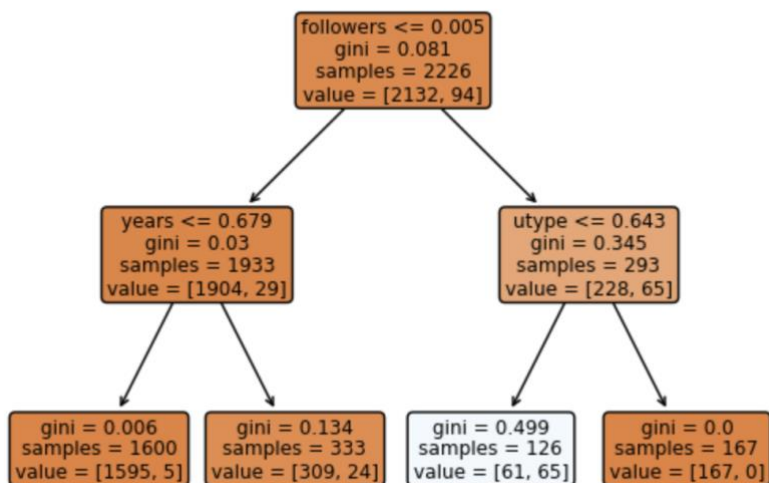 followers <= 0.005
gini = 0.081
samples = 2226
value = [2132, 94]
years <= 0.679
gini = 0.03
samples = 1933
value = [1904, 29]
utype <= 0.643
gini = 0.345
samples = 293
value = [228, 65]
gini = 0.006
samples = 1600
value = [1595, 5]
gini = 0.134
samples = 333
value = [309, 24]
gini = 0.499
samples = 126
value = [61, 65]
gini = 0.0
samples = 167
value = [167, 0]